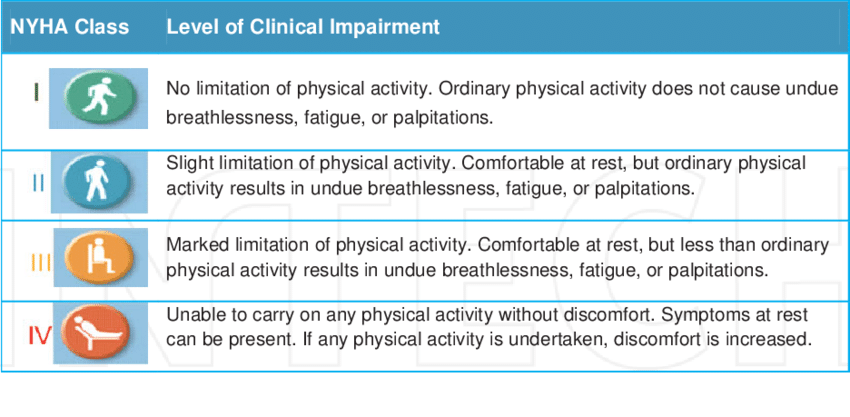 NYHA Class Level of Clinical Impairment
I No limitation of physical activity. Ordinary physical activity does not cause undue
breathlessness, fatigue, or palpitations.
II Slight limitation of physical activity. Comfortable at rest, but ordinary physical
activity results in undue breathlessness, fatigue, or palpitations.
III Marked limitation of physical activity. Comfortable at rest, but less than ordinary
physical activity results in undue breathlessness, fatigue, or palpitations.
IV Unable to carry on any physical activity without discomfort. Symptoms at rest
can be present. If any physical activity is undertaken, discomfort is increased.
INTECH